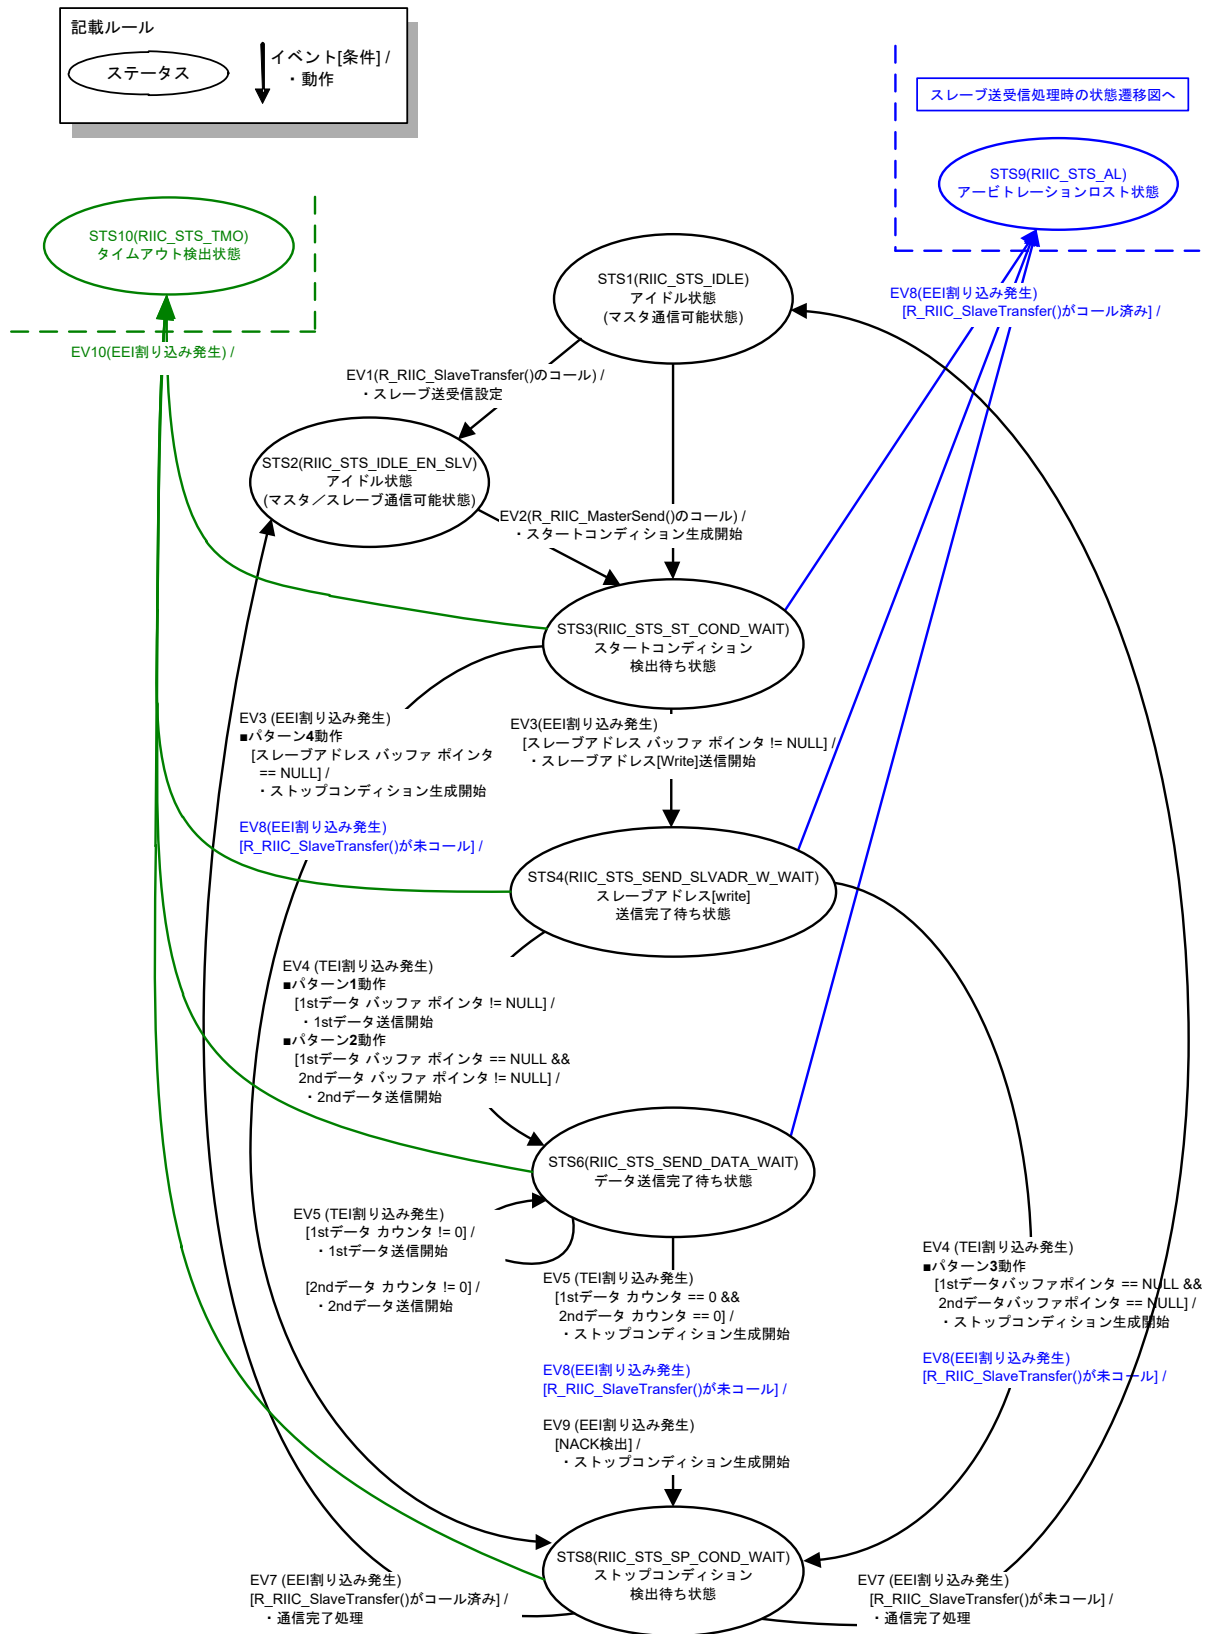 記載ルール
ステータス
イベント[条件] /
・動作
スレーブ送受信処理時の状態遷移図へ
STS9(RIIC_STS_AL)
アービトレーションロスト状態
STS10(RIIC_STS_TMO)
タイムアウト検出状態
STS1(RIIC_STS_IDLE)
アイドル状態
(マスタ通信可能状態)
EV8(EEI割り込み発生)
[R_RIIC_SlaveTransfer()がコール済み] /
EV10(EEI割り込み発生) /
EV1(R_RIIC_SlaveTransfer()のコール) /
・スレーブ送受信設定
STS2(RIIC_STS_IDLE_EN_SLV)
アイドル状態
(マスタ／スレーブ通信可能状態)
EV2(R_RIIC_MasterSend()のコール) /
・スタートコンディション生成開始
STS3(RIIC_STS_ST_COND_WAIT)
スタートコンディション
検出待ち状態
EV3 (EEI割り込み発生)
■パターン4動作
[スレーブアドレス バッファ ポインタ
== NULL] /
・ストップコンディション生成開始
EV8(EEI割り込み発生)
[R_RIIC_SlaveTransfer()が未コール] /
EV3(EEI割り込み発生)
[スレーブアドレス バッファ ポインタ != NULL] /
・スレーブアドレス[Write]送信開始
STS4(RIIC_STS_SEND_SLVADR_W_WAIT)
スレーブアドレス[write]
送信完了待ち状態
EV4 (TEI割り込み発生)
■パターン1動作
[1stデータ バッファ ポインタ != NULL] /
・1stデータ送信開始
■パターン2動作
[1stデータ バッファ ポインタ == NULL &&
2ndデータ バッファ ポインタ != NULL] /
・2ndデータ送信開始
STS6(RIIC_STS_SEND_DATA_WAIT)
データ送信完了待ち状態
EV5 (TEI割り込み発生)
[1stデータ カウンタ != 0] /
・1stデータ送信開始
[2ndデータ カウンタ != 0] /
・2ndデータ送信開始
EV5 (TEI割り込み発生)
[1stデータ カウンタ == 0 &&
2ndデータ カウンタ == 0] /
・ストップコンディション生成開始
EV8(EEI割り込み発生)
[R_RIIC_SlaveTransfer()が未コール] /
EV9 (EEI割り込み発生)
[NACK検出] /
・ストップコンディション生成開始
EV4 (TEI割り込み発生)
■パターン3動作
[1stデータバッファポインタ == NULL &&
2ndデータバッファポインタ == NULL] /
・ストップコンディション生成開始
EV8(EEI割り込み発生)
[R_RIIC_SlaveTransfer()が未コール] /
STS8(RIIC_STS_SP_COND_WAIT)
ストップコンディション
検出待ち状態
EV7 (EEI割り込み発生)
[R_RIIC_SlaveTransfer()がコール済み] /
・通信完了処理
EV7 (EEI割り込み発生)
[R_RIIC_SlaveTransfer()が未コール] /
・通信完了処理